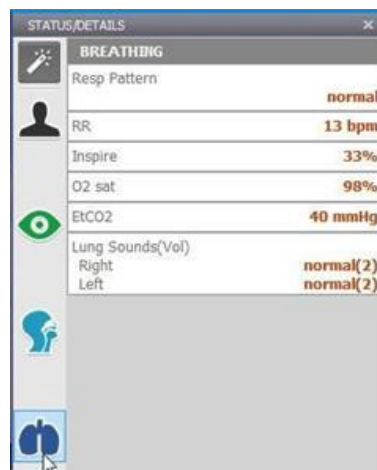 STATUS/DETAILS
BREATHING
Resp Pattern
normal
RR 13 bpm
Inspire 33%
O2 sat 98%
EtCO2 40 mmHg
Lung Sounds(Vol)
Right normal(2)
Left normal(2)